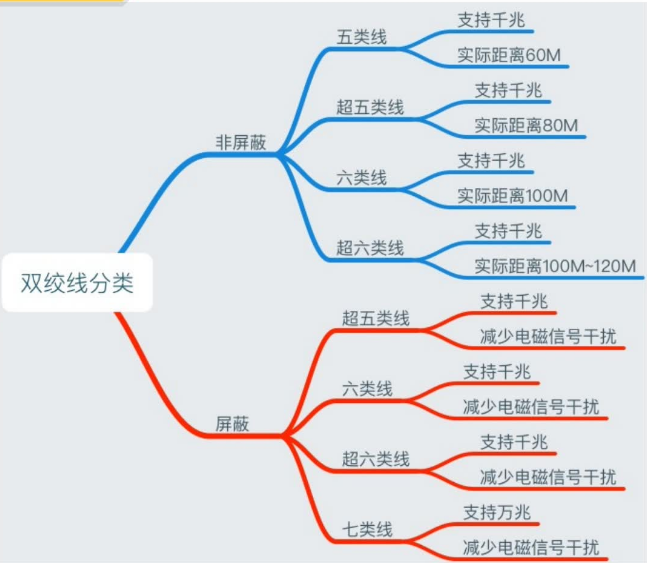 双绞线分类
非屏蔽
五类线
支持千兆
实际距离60M
超五类线
支持千兆
实际距离80M
六类线
支持千兆
实际距离100M
超六类线
支持千兆
实际距离100M~120M
屏蔽
超五类线
支持千兆
减少电磁信号干扰
六类线
支持千兆
减少电磁信号干扰
超六类线
支持千兆
减少电磁信号干扰
七类线
支持万兆
减少电磁信号干扰